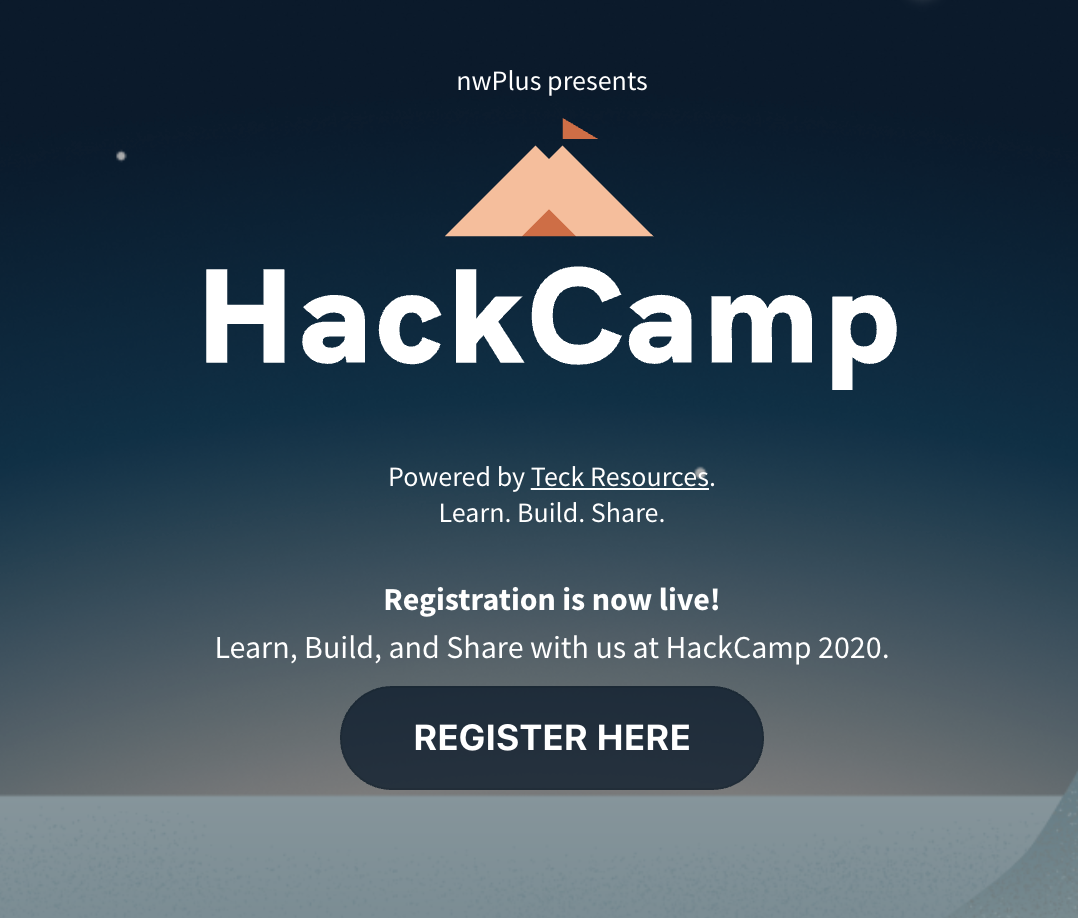 nwPlus presents
HackCamp
Powered by Teck Resources.
Learn. Build. Share.
Registration is now live!
Learn, Build, and Share with us at HackCamp 2020.
REGISTER HERE